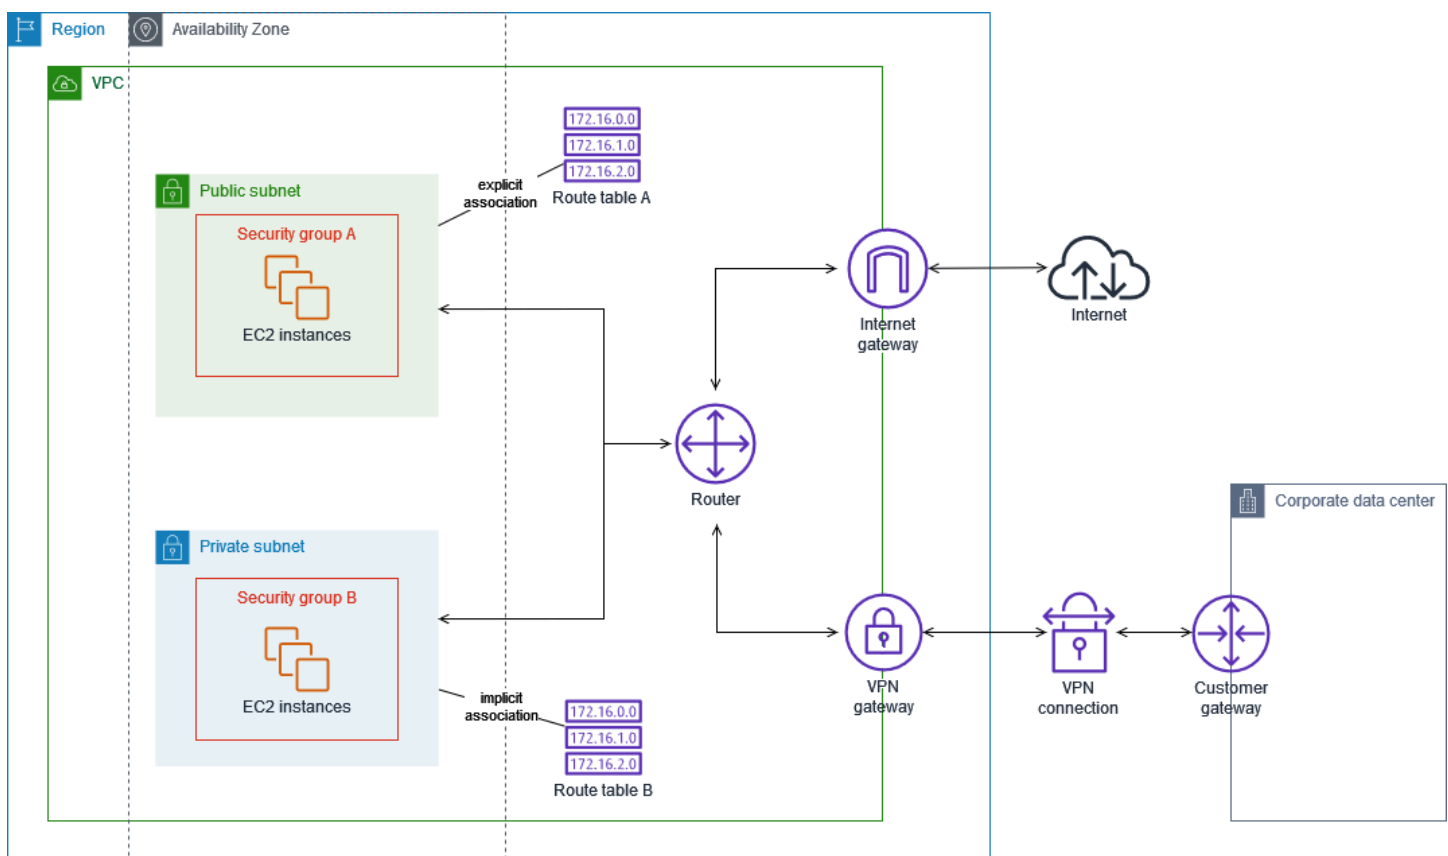 Region
Availability Zone
VPC
172.16.0.0
172.16.1.0
172.16.2.0
Route table A
explicit
association
Public subnet
Security group A
EC2 instances
Internet
gateway
Internet
Router
Corporate data center
Private subnet
Security group B
EC2 instances
implicit
association
172.16.0.0
172.16.1.0
172.16.2.0
Route table B
VPN
gateway
VPN
connection
Customer
gateway